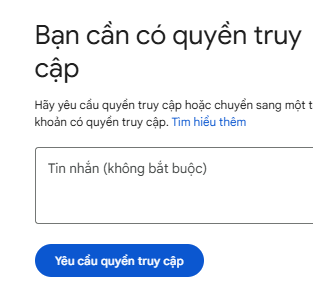 Bạn cần có quyền truy
cập
Hãy yêu cầu quyền truy cập hoặc chuyển sang một t
khoản có quyền truy cập. Tìm hiểu thêm
Tin nhắn (không bắt buộc)
Yêu cầu quyền truy cập